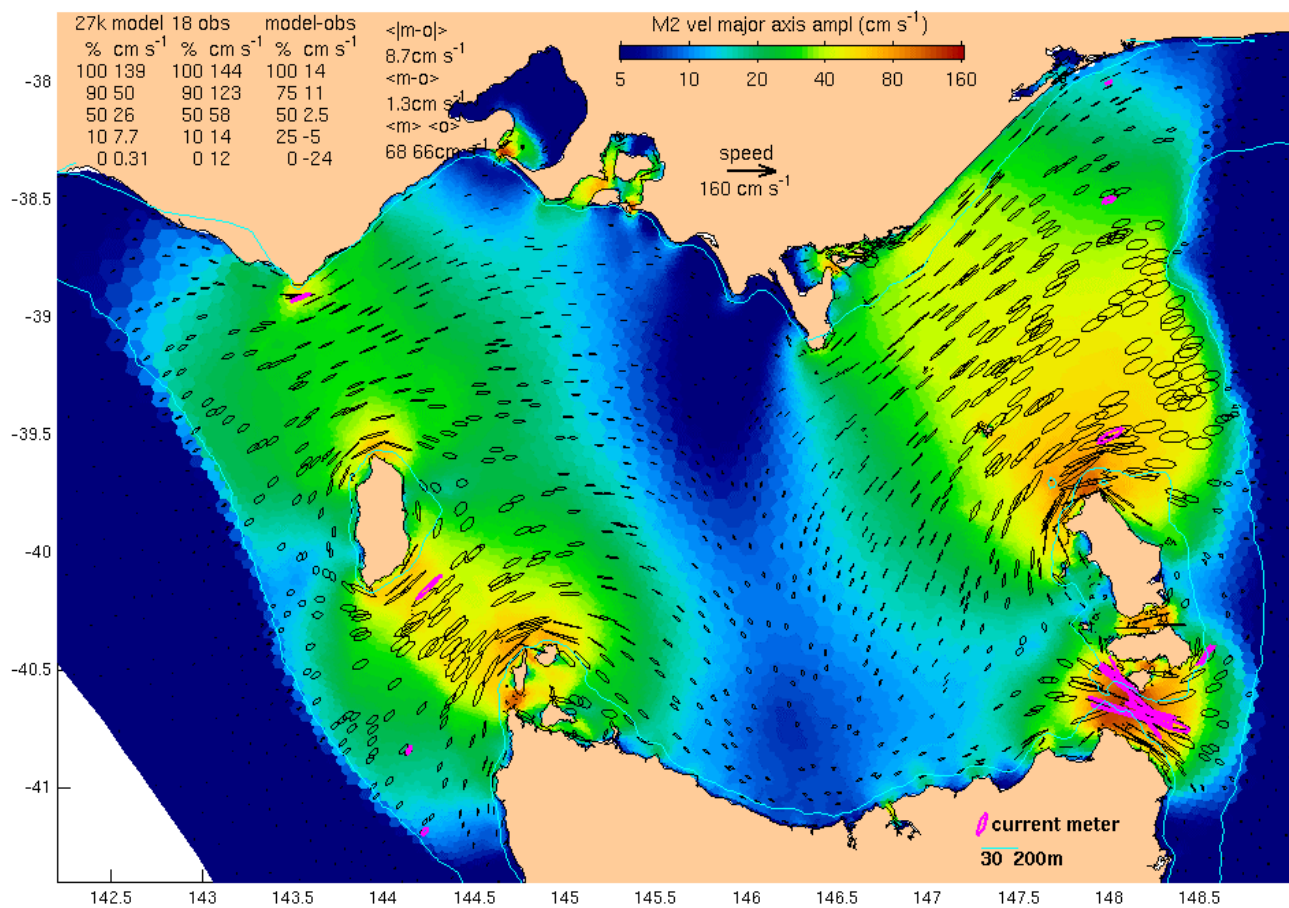 27k model 18 obs model-obs
% cm s-1 % cm s-1 % cm s-1
100 139 100 144 100 14
90 50 90 123 75 11
50 26 50 58 50 2.5
10 7.7 10 14 25 -5
0 0.31 0 12 0 -24
<|m-o|>
8.7cm s-1
<m-o>
1.3cm s-1
<m> <o>
68 66cm s-1
M2 vel major axis ampl (cm s-1)
5 10 20 40 80 160
speed
160 cm s-1
-38
-38.5
-39
-39.5
-40
-40.5
-41
current meter
30 200m
142.5 143 143.5 144 144.5 145 145.5 146 146.5 147 147.5 148 148.5